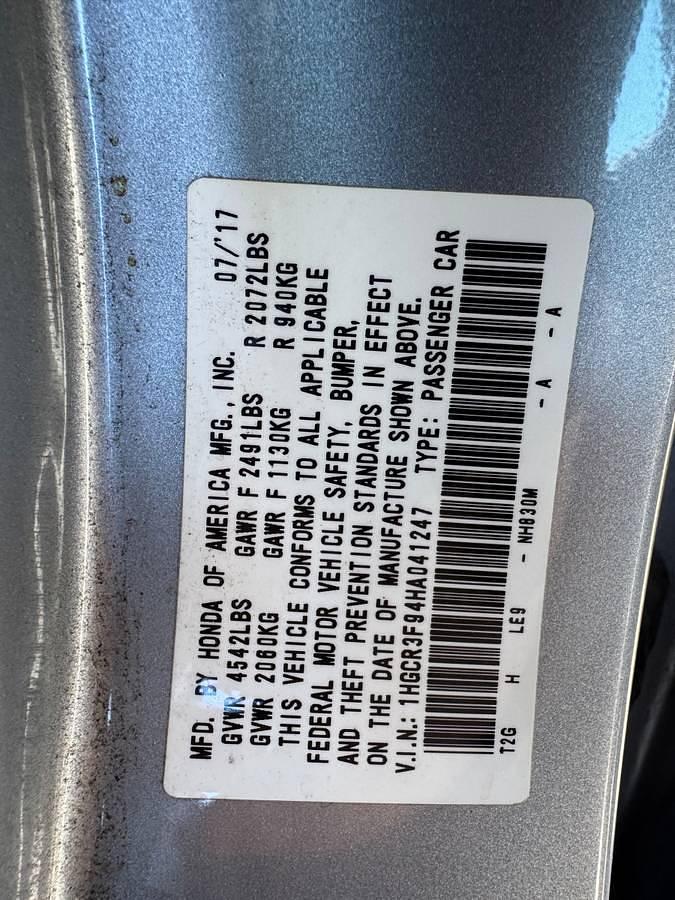 MFD. BY HONDA OF AMERICA MFG., INC. 07/'17
GVWR 4542LBS GAWR F 2491LBS R 2072LBS
GVWR 2060KG GAWR F 1130KG R 940KG
THIS VEHICLE CONFORMS TO ALL APPLICABLE
FEDERAL MOTOR VEHICLE SAFETY, BUMPER,
AND THEFT PREVENTION STANDARDS IN EFFECT
ON THE DATE OF MANUFACTURE SHOWN ABOVE.
V.I.N.: 1HGCR3F94HA041247 TYPE: PASSENGER CAR
T2G H LE9 - NH830M - A - A